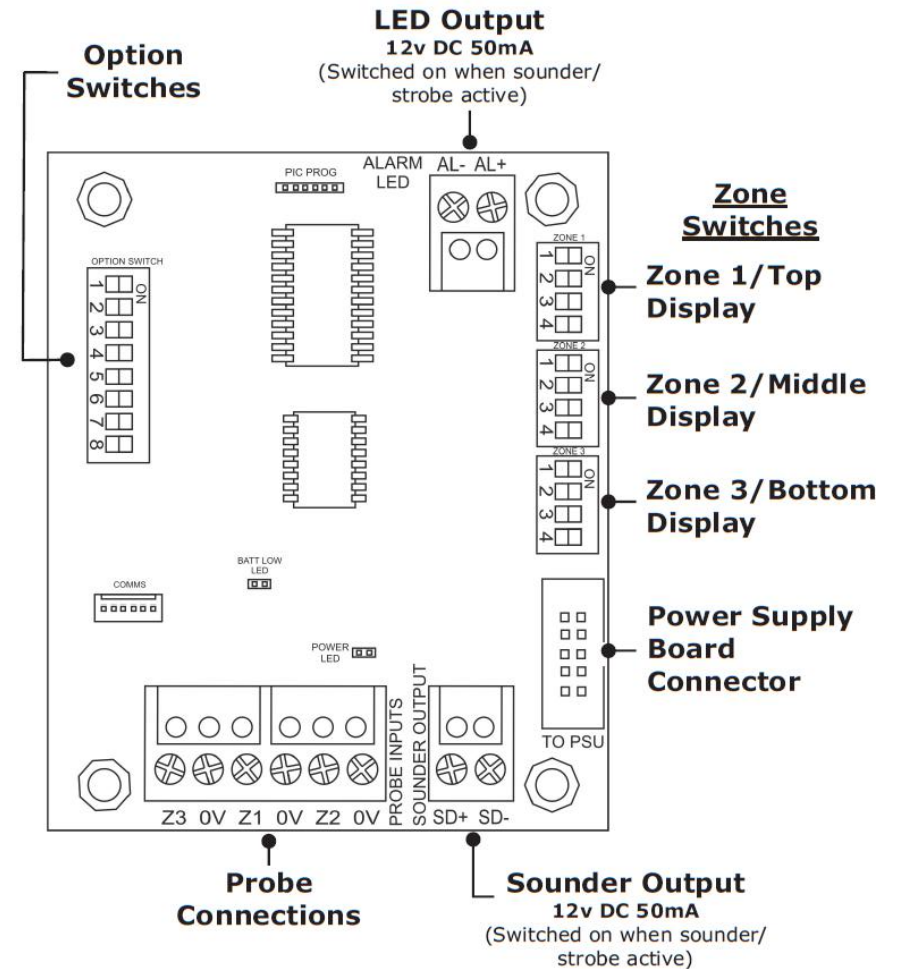 LED Output
12v DC 50mA
(Switched on when sounder/
strobe active)
Option
Switches
PIC PROG
ALARM
LED
AL- AL+
OPTION SWITCH
1
2
3
4
5
6
7
8
ON
Zone
Switches
ZONE 1
1
2
3
4
ON
Zone 1/Top
Display
ZONE 2
1
2
3
4
ON
Zone 2/Middle
Display
ZONE 3
1
2
3
4
ON
Zone 3/Bottom
Display
BATT LOW
LED
COMMS
POWER
LED
Power Supply
Board
Connector
TO PSU
PROBE INPUTS
SOUNDER OUTPUT
Z3 0V Z1 0V Z2 0V
SD+ SD-
Probe
Connections
Sounder Output
12v DC 50mA
(Switched on when sounder/
strobe active)